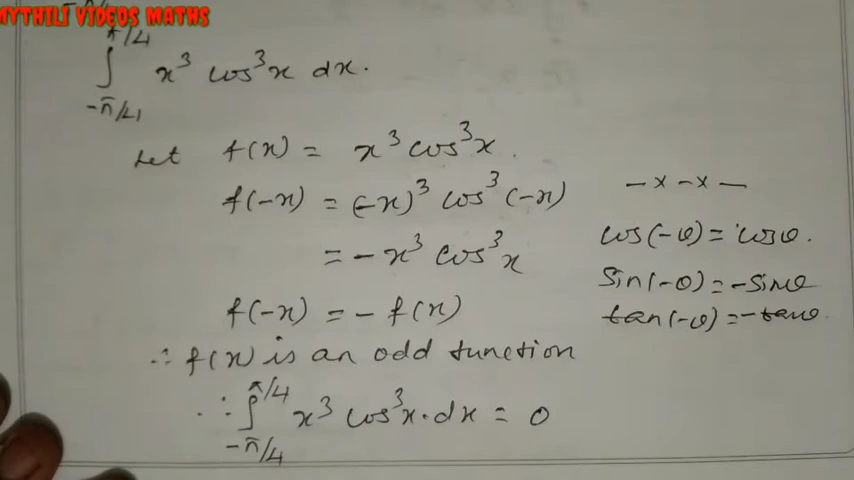 MYTHILI VIDEOS MATHS
∫_{-π/4}^{π/4} x³ cos³x dx.
Let f(x) = x³ cos³x.
f(-x) = (-x)³ cos³(-x)
= -x³ cos³x
f(-x) = -f(x)
∴ f(x) is an odd function
∴ ∫_{-π/4}^{π/4} x³ cos³x·dx = 0
—x—x—
cos(-θ) = cosθ.
Sin(-θ) = -Sinθ
tan(-θ) = -tanθ.